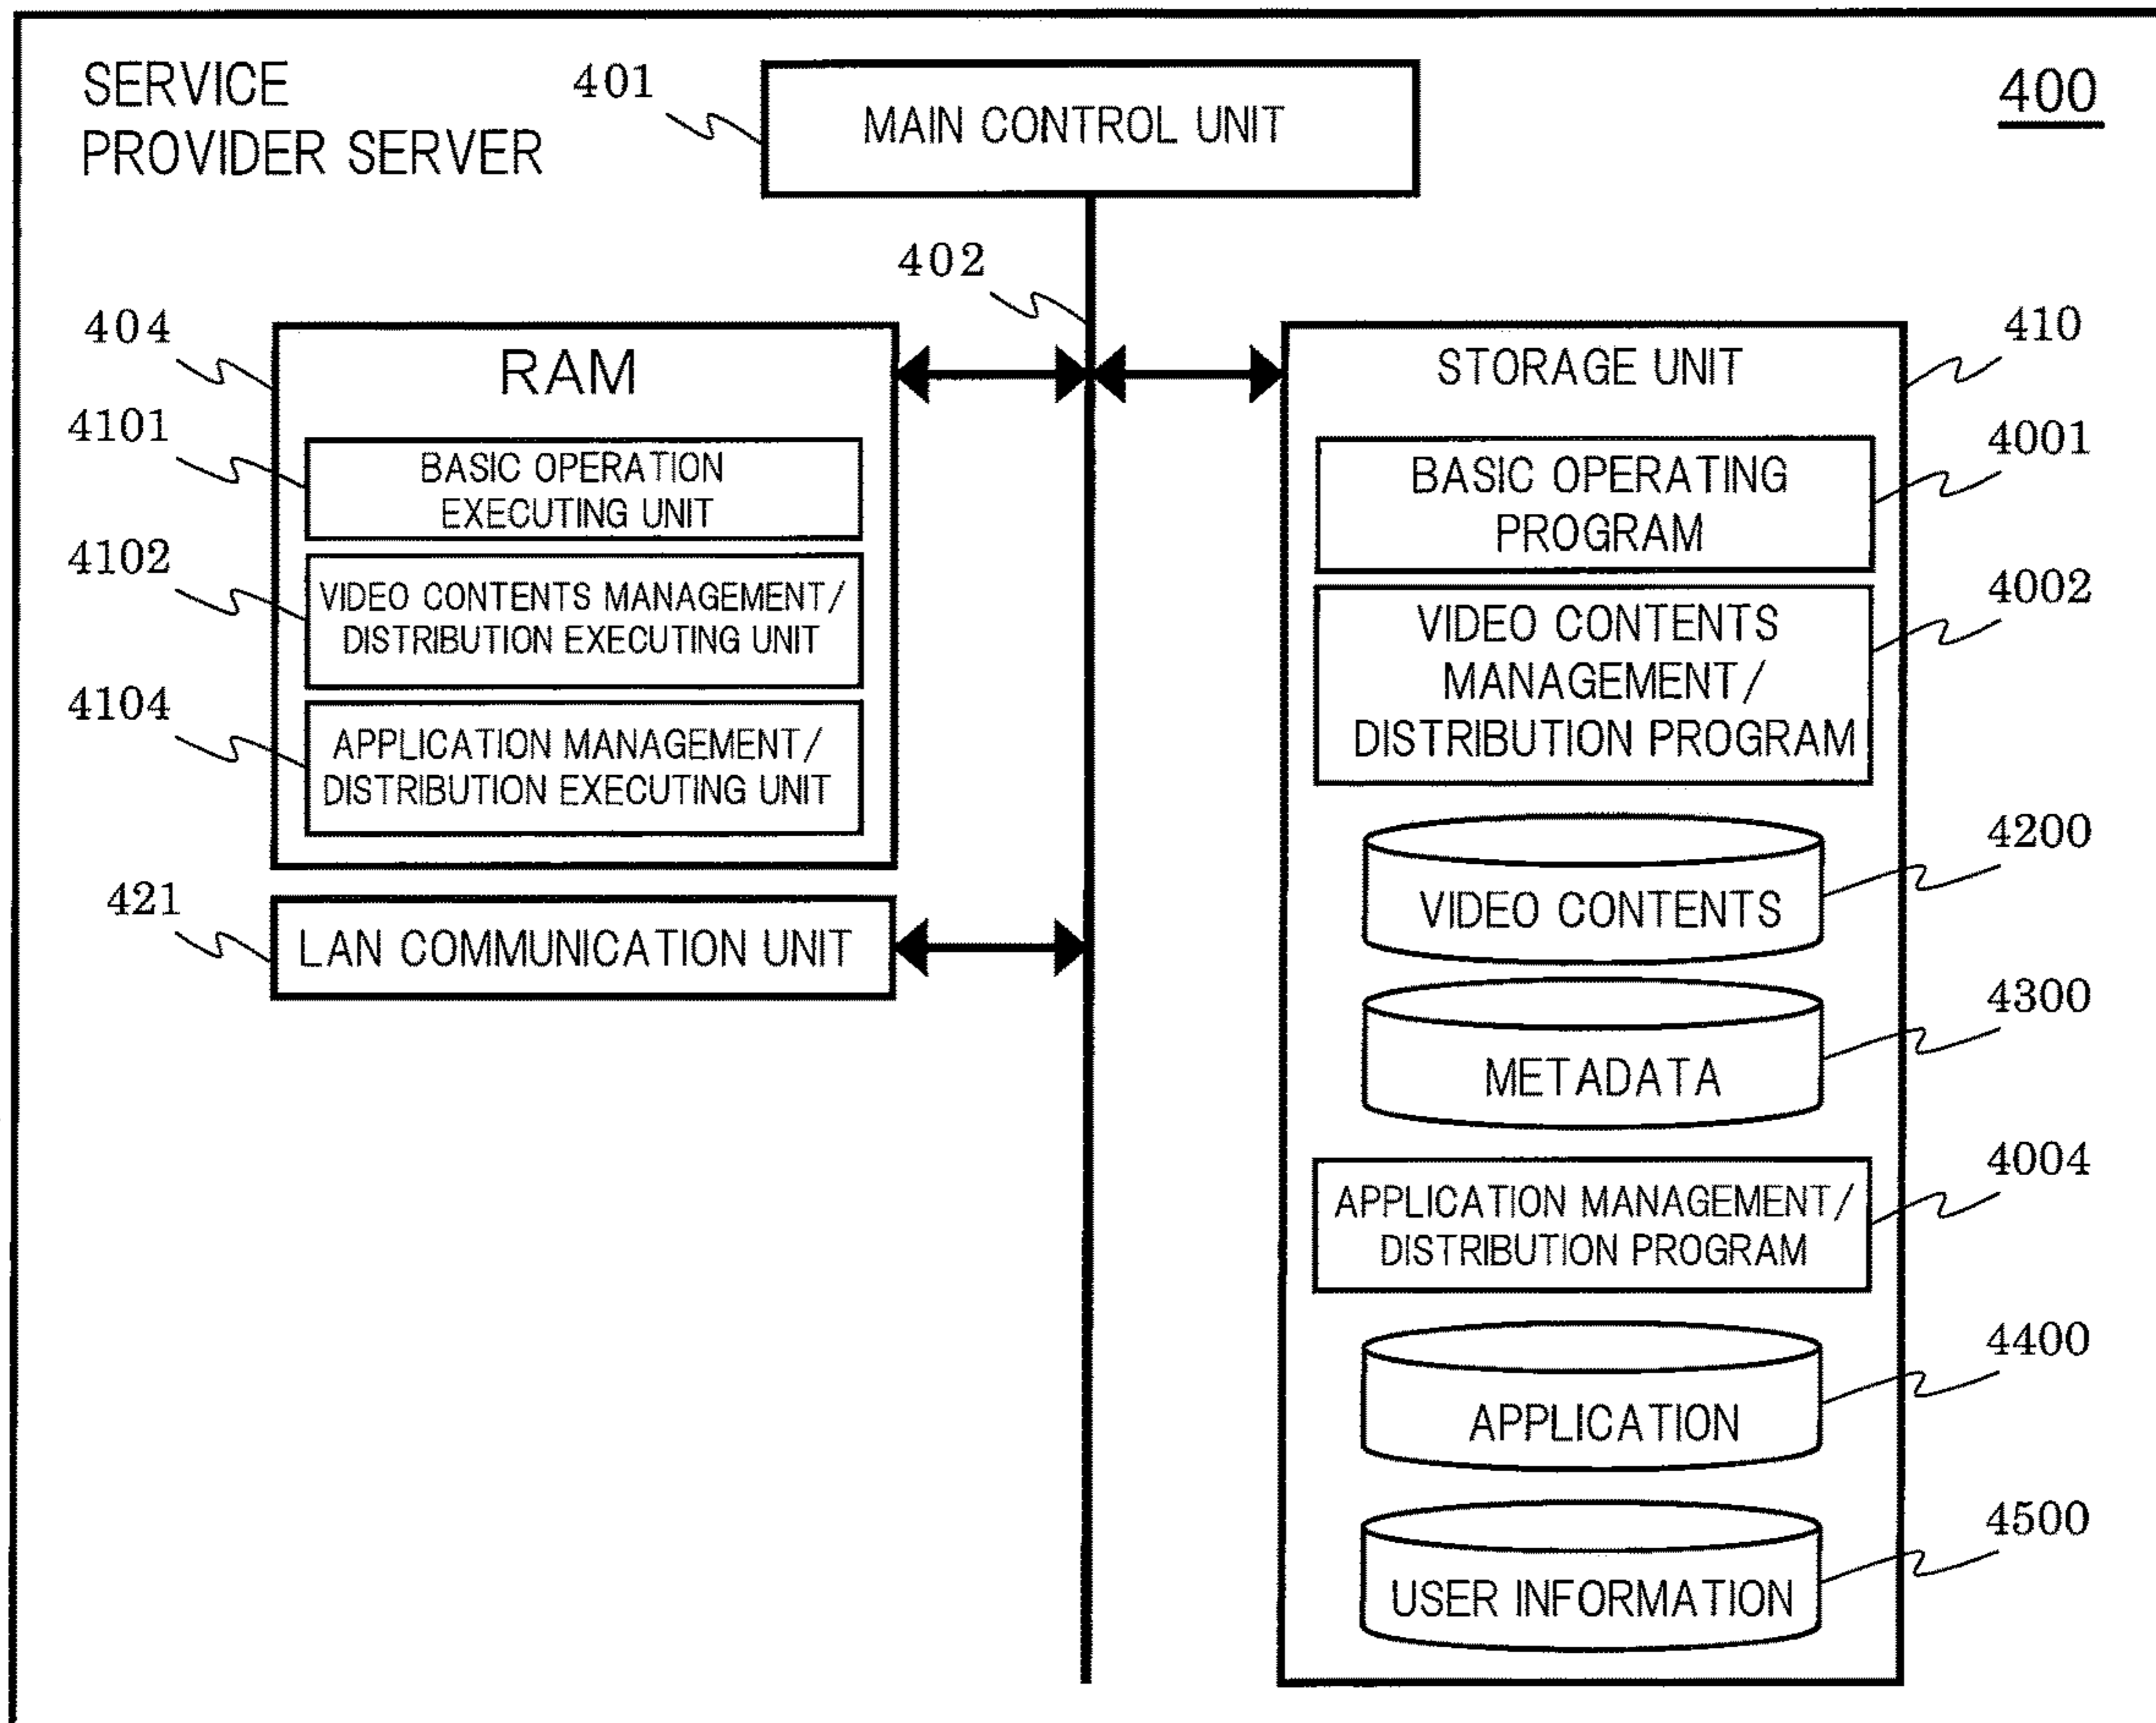 SERVICE
PROVIDER SERVER
400
401
MAIN CONTROL UNIT
402
404
RAM
4101
BASIC OPERATION
EXECUTING UNIT
4102
VIDEO CONTENTS MANAGEMENT/
DISTRIBUTION EXECUTING UNIT
4104
APPLICATION MANAGEMENT/
DISTRIBUTION EXECUTING UNIT
421
LAN COMMUNICATION UNIT
410
STORAGE UNIT
4001
BASIC OPERATING
PROGRAM
4002
VIDEO CONTENTS
MANAGEMENT/
DISTRIBUTION PROGRAM
4200
VIDEO CONTENTS
4300
METADATA
4004
APPLICATION MANAGEMENT/
DISTRIBUTION PROGRAM
4400
APPLICATION
4500
USER INFORMATION